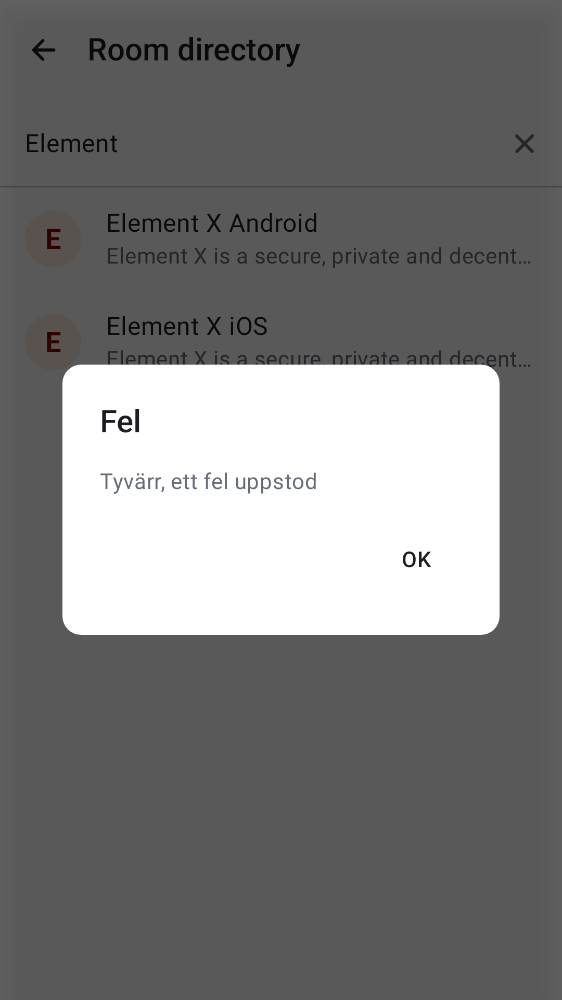 Room directory
Element
E
Element X Android
Element X is a secure, private and decent…
E
Element X iOS
Element X is a secure, private and decent…
Fel
Tyvärr, ett fel uppstod
OK